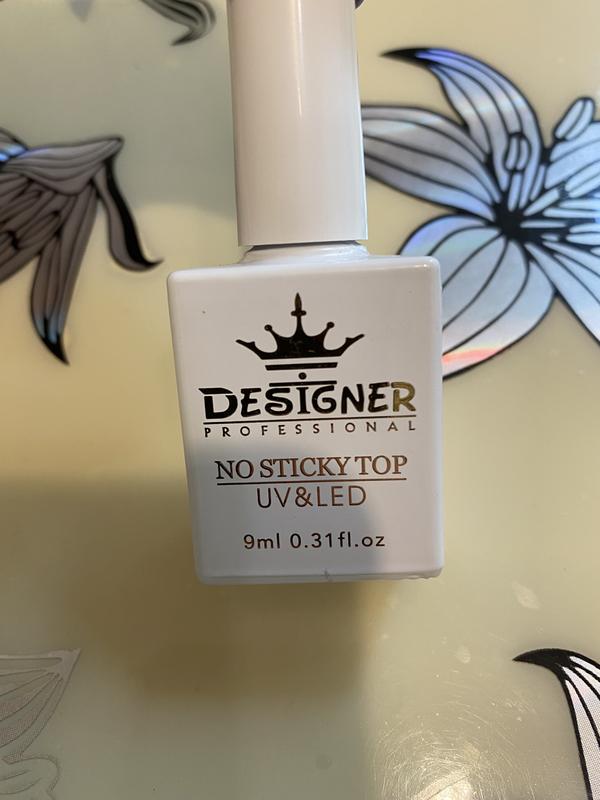 DESIGNER
PROFESSIONAL
NO STICKY TOP
UV&LED
9ml 0.31fl.oz